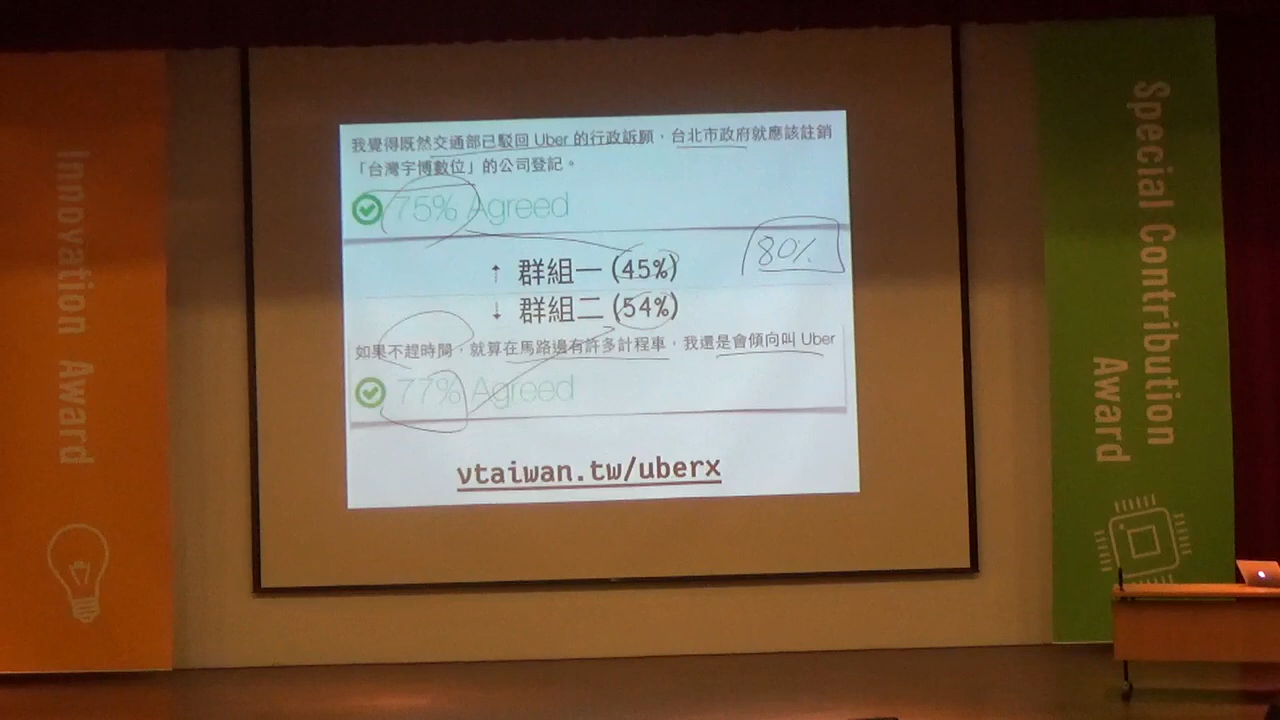 Innovation Award
我覺得既然交通部已駁回 Uber 的行政訴願，台北市政府就應該註銷
「台灣宇博數位」的公司登記。
75% Agreed
80%
↑ 群組一 (45%)
↓ 群組二 (54%)
如果不趕時間，就算在馬路邊有許多計程車，我還是會傾向叫 Uber
77% Agreed
vtaiwan.tw/uberx
Special Contribution
Award